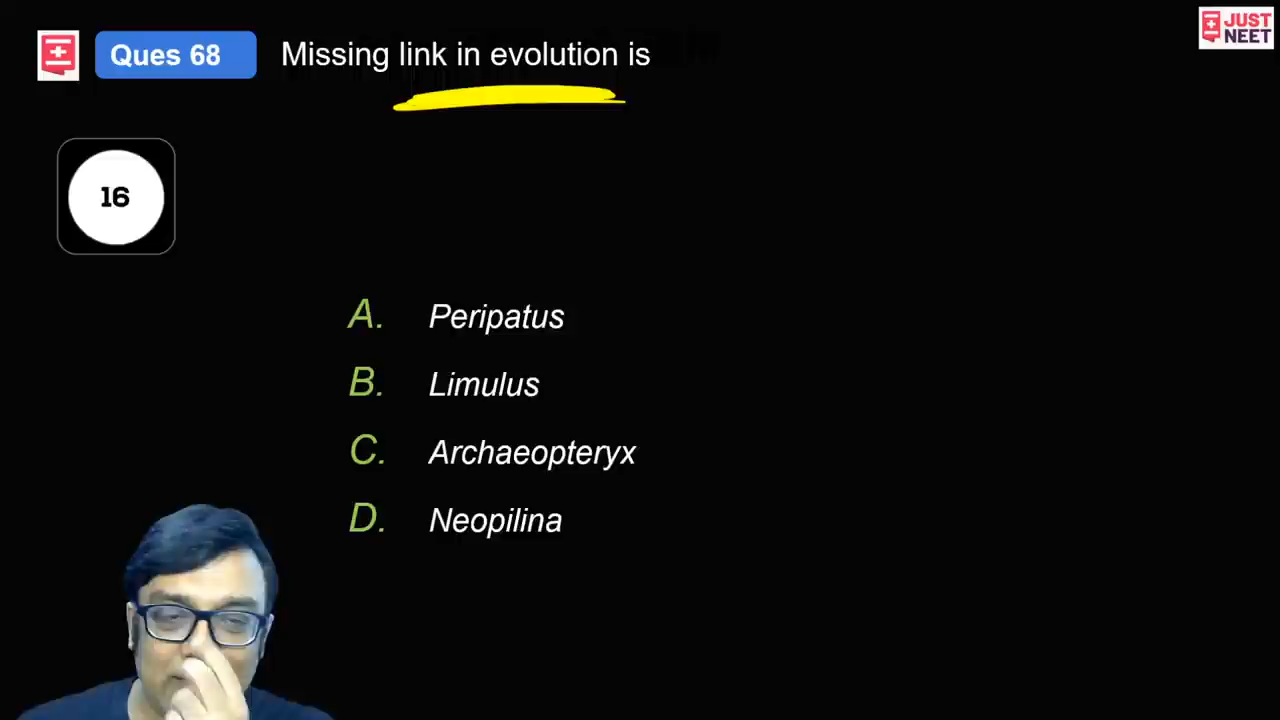 JUST
NEET
Ques 68 Missing link in evolution is
16
A. Peripatus
B. Limulus
C. Archaeopteryx
D. Neopilina